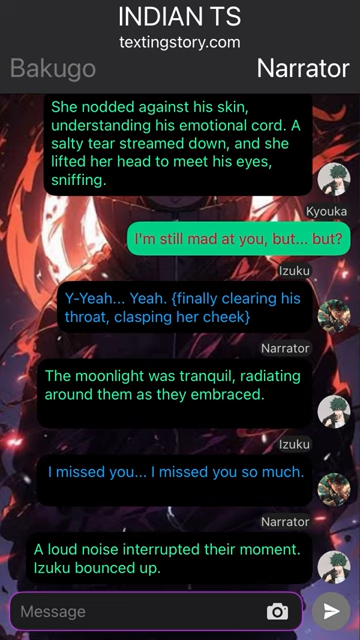 INDIAN TS
textingstory.com
Bakugo
Narrator
She nodded against his skin,
understanding his emotional cord. A
salty tear streamed down, and she
lifted her head to meet his eyes,
sniffing.
Kyouka
I'm still mad at you, but... but?
Izuku
Y-Yeah... Yeah. {finally clearing his
throat, clasping her cheek}
Narrator
The moonlight was tranquil, radiating
around them as they embraced.
Izuku
I missed you... I missed you so much.
Narrator
A loud noise interrupted their moment.
Izuku bounced up.
Message